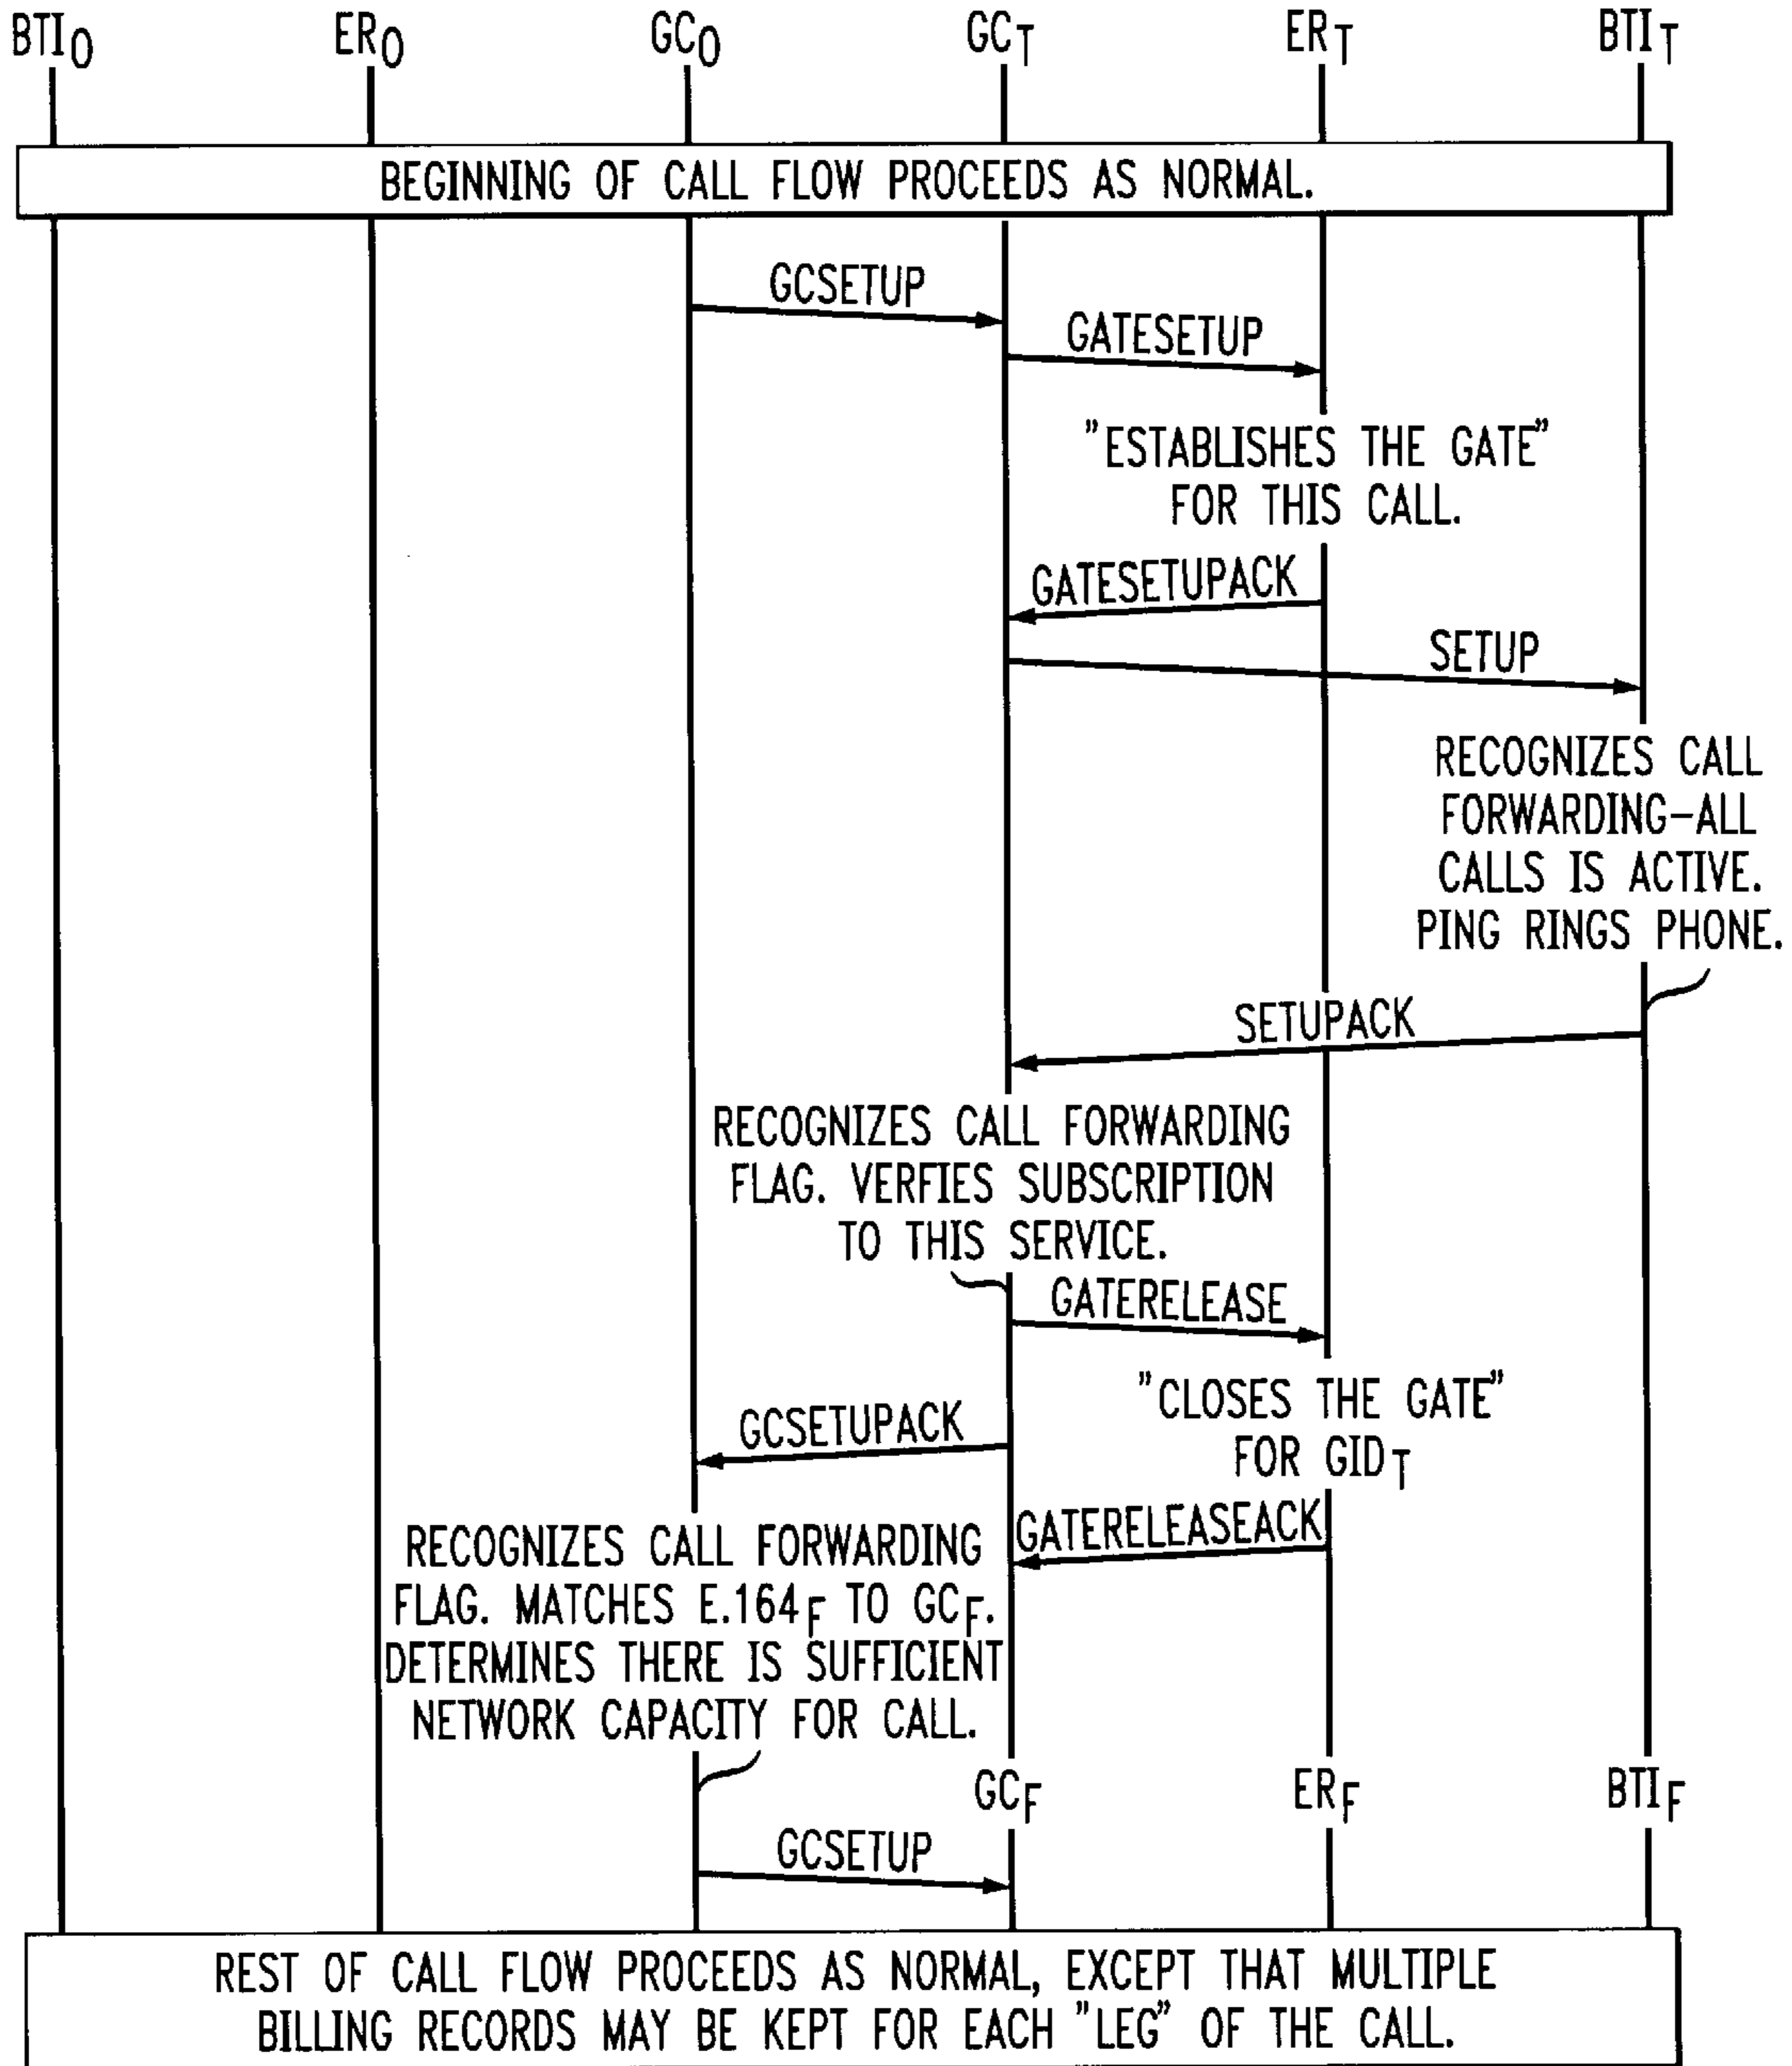 BTIO ERO GCO GCT ERT BTIT
BEGINNING OF CALL FLOW PROCEEDS AS NORMAL.
GCSETUP
GATESETUP
"ESTABLISHES THE GATE"
FOR THIS CALL.
GATESETUPACK
SETUP
RECOGNIZES CALL
FORWARDING-ALL
CALLS IS ACTIVE.
PING RINGS PHONE.
SETUPACK
RECOGNIZES CALL FORWARDING
FLAG. VERFIES SUBSCRIPTION
TO THIS SERVICE.
GATERELEASE
"CLOSES THE GATE"
FOR GIDT
GCSETUPACK
GATERELEASEACK
RECOGNIZES CALL FORWARDING
FLAG. MATCHES E.164F TO GCF.
DETERMINES THERE IS SUFFICIENT
NETWORK CAPACITY FOR CALL.
GCF ERF BTIF
GCSETUP
REST OF CALL FLOW PROCEEDS AS NORMAL, EXCEPT THAT MULTIPLE
BILLING RECORDS MAY BE KEPT FOR EACH "LEG" OF THE CALL.